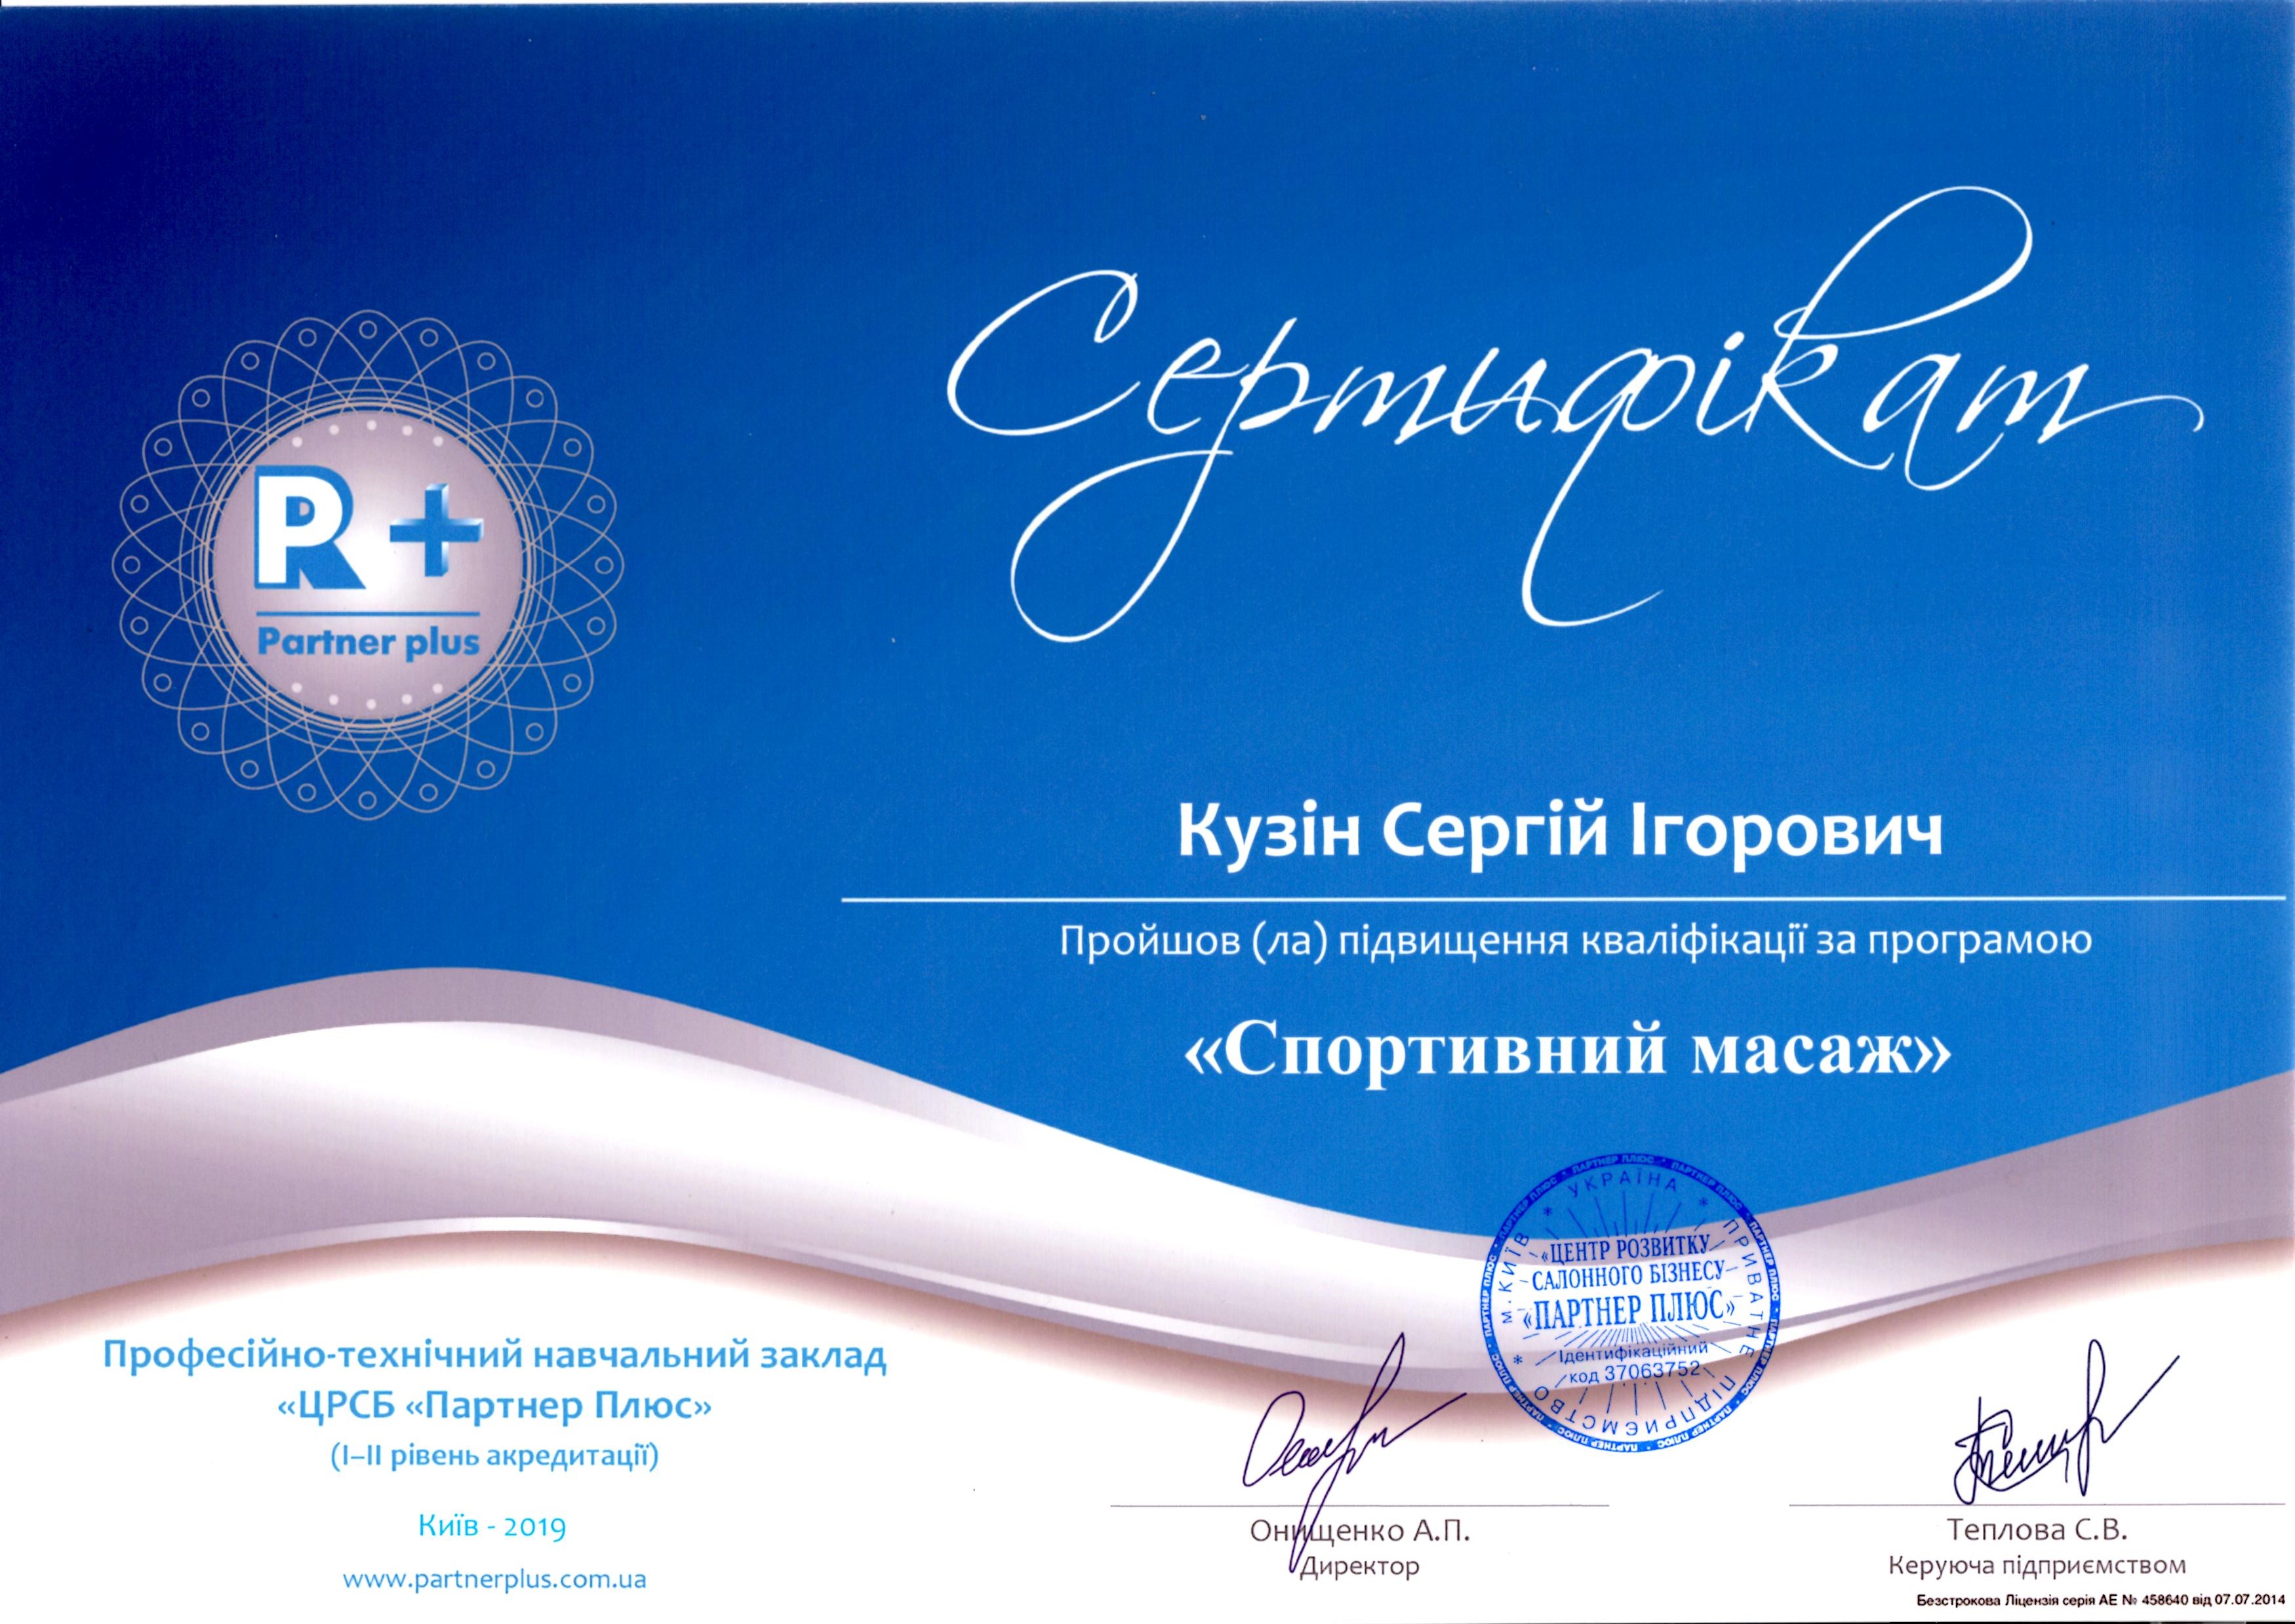 Сертифікат
R +
Partner plus
Кузін Сергій Ігорович
Пройшов (ла) підвищення кваліфікації за програмою
«Спортивний масаж»
ПАРТНЕР ПЛЮС * ПАРТНЕР ПЛЮС
* УКРАЇНА * ПРИВАТНЕ ПІДПРИЄМСТВО * м. КИЇВ
«ЦЕНТР РОЗВИТКУ
САЛОННОГО БІЗНЕСУ
«ПАРТНЕР ПЛЮС»
Ідентифікаційний
код 37063752
Професійно-технічний навчальний заклад
«ЦРСБ «Партнер Плюс»
(І–ІІ рівень акредитації)
Київ - 2019
www.partnerplus.com.ua
Онищенко А.П.
Директор
Теплова С.В.
Керуюча підприємством
Безстрокова Ліцензія серія АЕ № 458640 від 07.07.2014